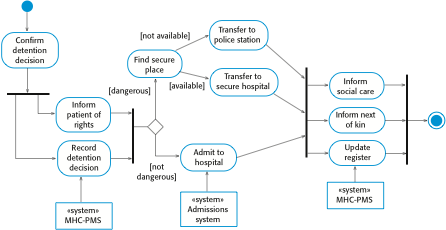 Confirm
detention
decision
Inform
patient of
rights
Record
detention
decision
«system»
MHC-PMS
[dangerous]
[not
dangerous]
Find secure
place
[not available]
[available]
Transfer to
police station
Transfer to
secure hospital
Admit to
hospital
«system»
Admissions
system
Inform
social care
Inform next
of kin
Update
register
«system»
MHC-PMS